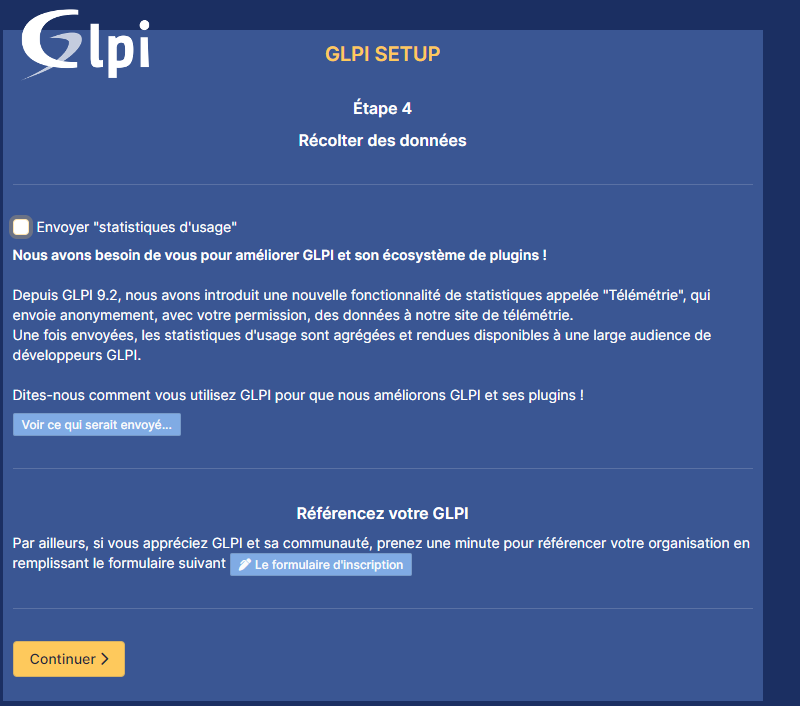 Glpi
GLPI SETUP
Étape 4
Récolter des données
Envoyer "statistiques d'usage"
Nous avons besoin de vous pour améliorer GLPI et son écosystème de plugins !
Depuis GLPI 9.2, nous avons introduit une nouvelle fonctionnalité de statistiques appelée "Télémétrie", qui
envoie anonymement, avec votre permission, des données à notre site de télémétrie.
Une fois envoyées, les statistiques d'usage sont agrégées et rendues disponibles à une large audience de
développeurs GLPI.
Dites-nous comment vous utilisez GLPI pour que nous améliorons GLPI et ses plugins !
Voir ce qui serait envoyé...
Référencez votre GLPI
Par ailleurs, si vous appréciez GLPI et sa communauté, prenez une minute pour référencer votre organisation en
remplissant le formulaire suivant Le formulaire d'inscription
Continuer